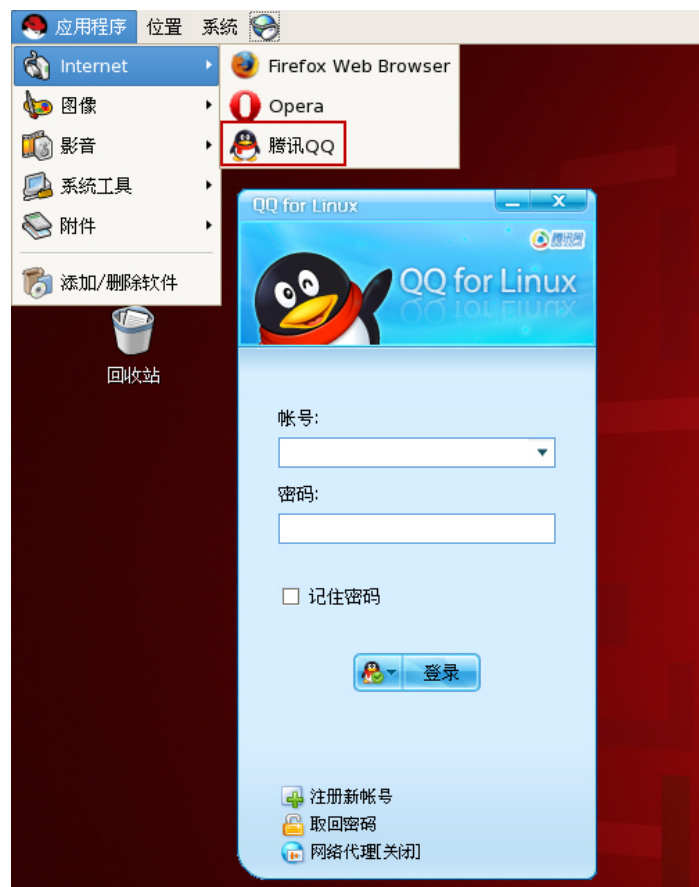 应用程序 位置 系统
Internet
图像
影音
系统工具
附件
添加/删除软件
Firefox Web Browser
Opera
腾讯QQ
回收站
QQ for Linux
腾讯网
QQ for Linux
帐号:
密码:
记住密码
登录
注册新帐号
取回密码
网络代理[关闭]